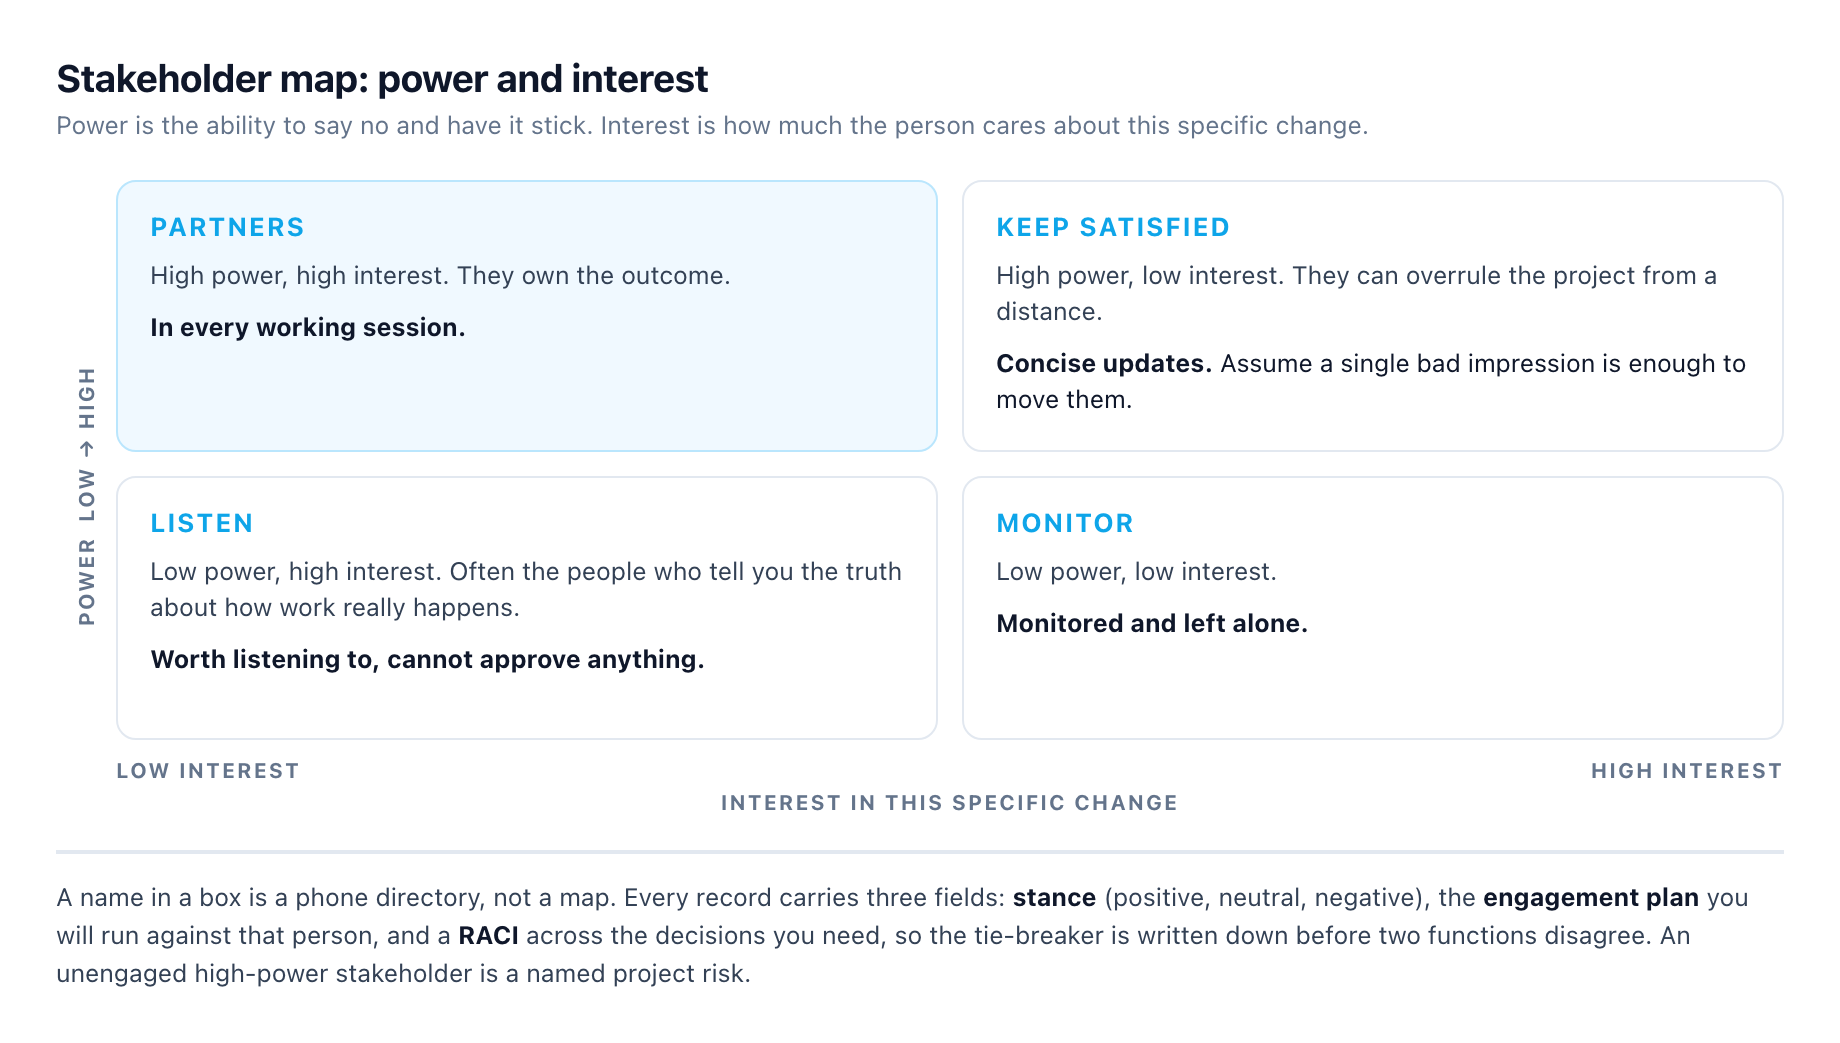 Stakeholder map: power and interest
Power is the ability to say no and have it stick. Interest is how much the person cares about this specific change.
POWER LOW → HIGH
PARTNERS
High power, high interest. They own the outcome.
In every working session.
KEEP SATISFIED
High power, low interest. They can overrule the project from a
distance.
Concise updates. Assume a single bad impression is enough to
move them.
LISTEN
Low power, high interest. Often the people who tell you the truth
about how work really happens.
Worth listening to, cannot approve anything.
MONITOR
Low power, low interest.
Monitored and left alone.
LOW INTEREST
HIGH INTEREST
INTEREST IN THIS SPECIFIC CHANGE
A name in a box is a phone directory, not a map. Every record carries three fields: stance (positive, neutral, negative), the engagement plan you
will run against that person, and a RACI across the decisions you need, so the tie-breaker is written down before two functions disagree. An
unengaged high-power stakeholder is a named project risk.